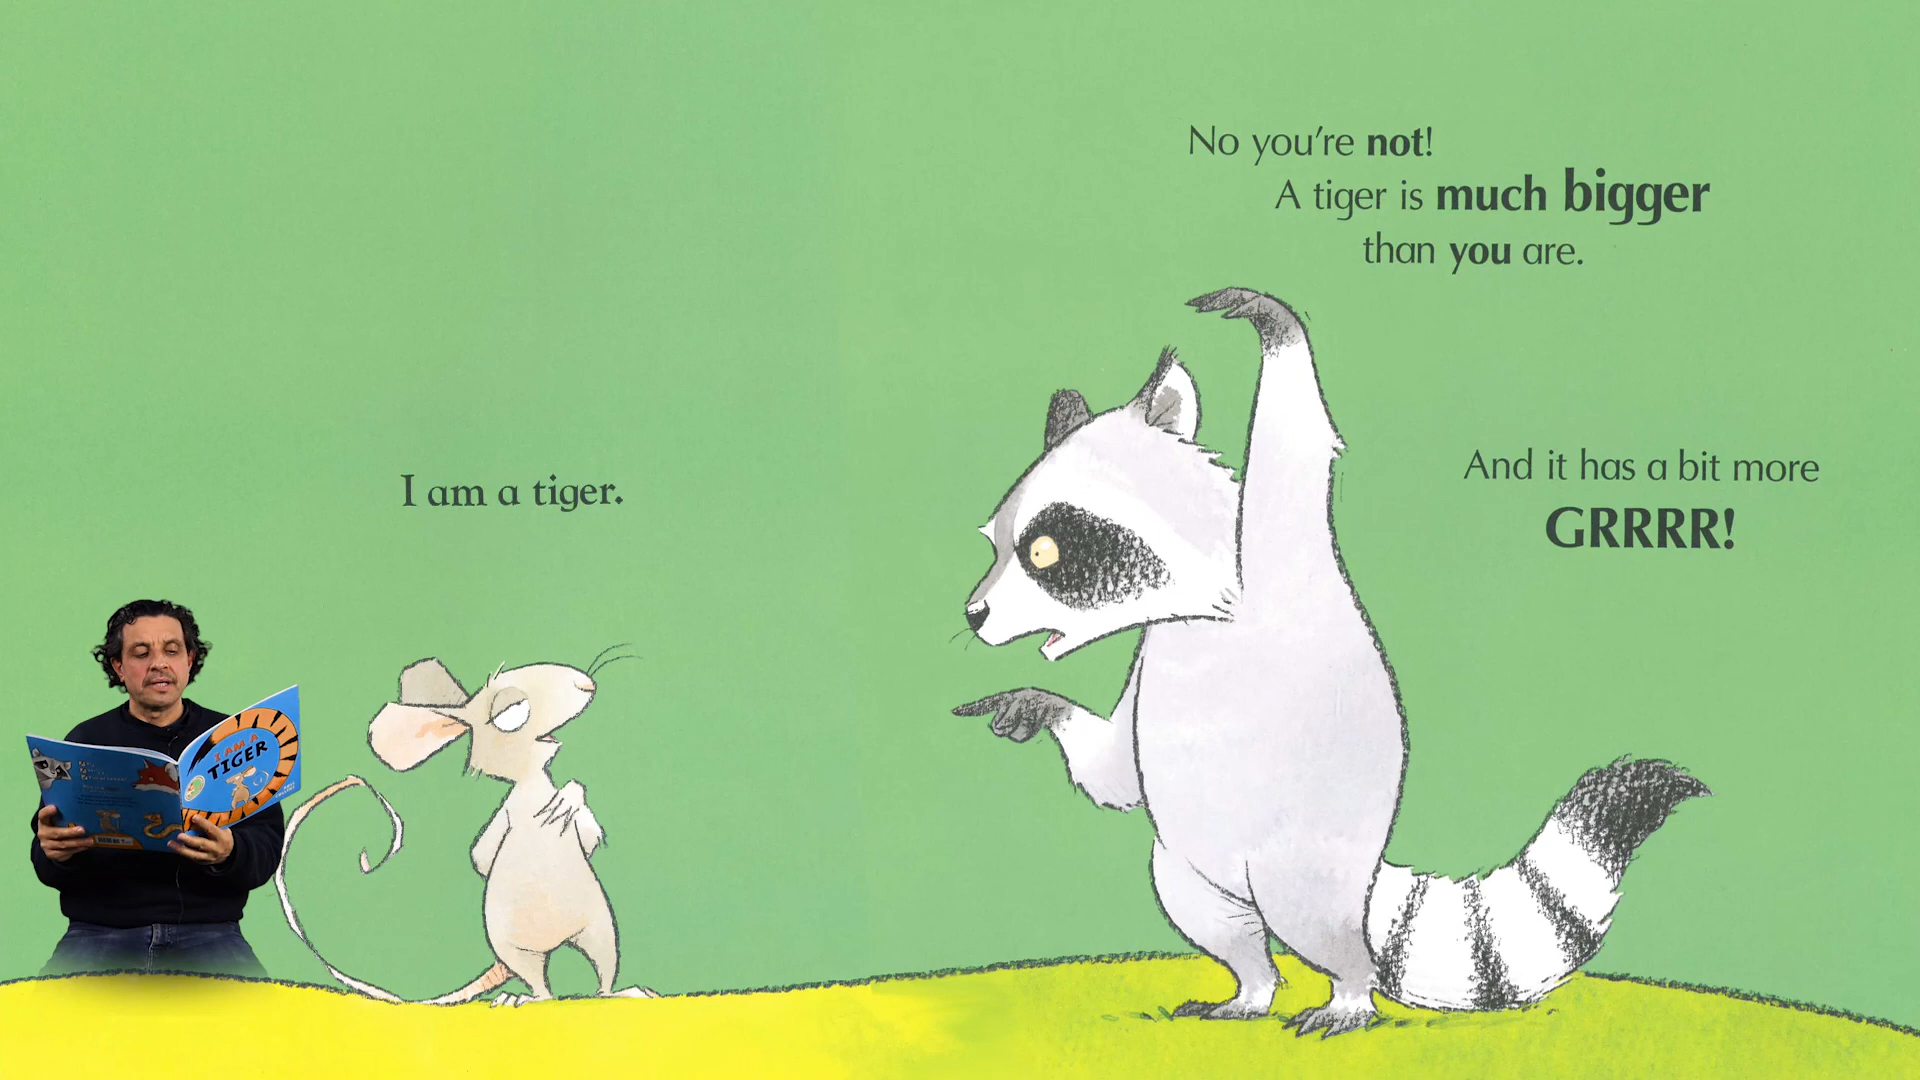 I am a tiger.
No you're not!
A tiger is much bigger
than you are.
And it has a bit more
GRRRR!
I AM A
TIGER